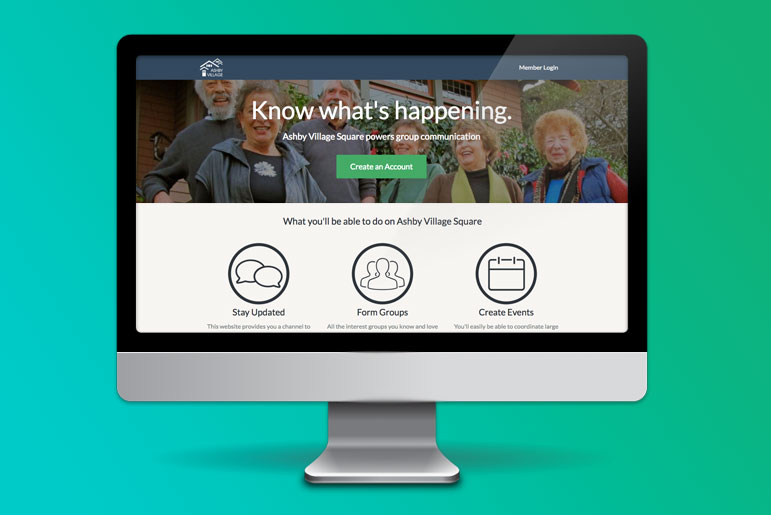 ASHBY
VILLAGE
Member Login
Know what's happening.
Ashby Village Square powers group communication
Create an Account
What you'll be able to do on Ashby Village Square
Stay Updated
Form Groups
Create Events
This website provides you a channel to
All the interest groups you know and love
You'll easily be able to coordinate large